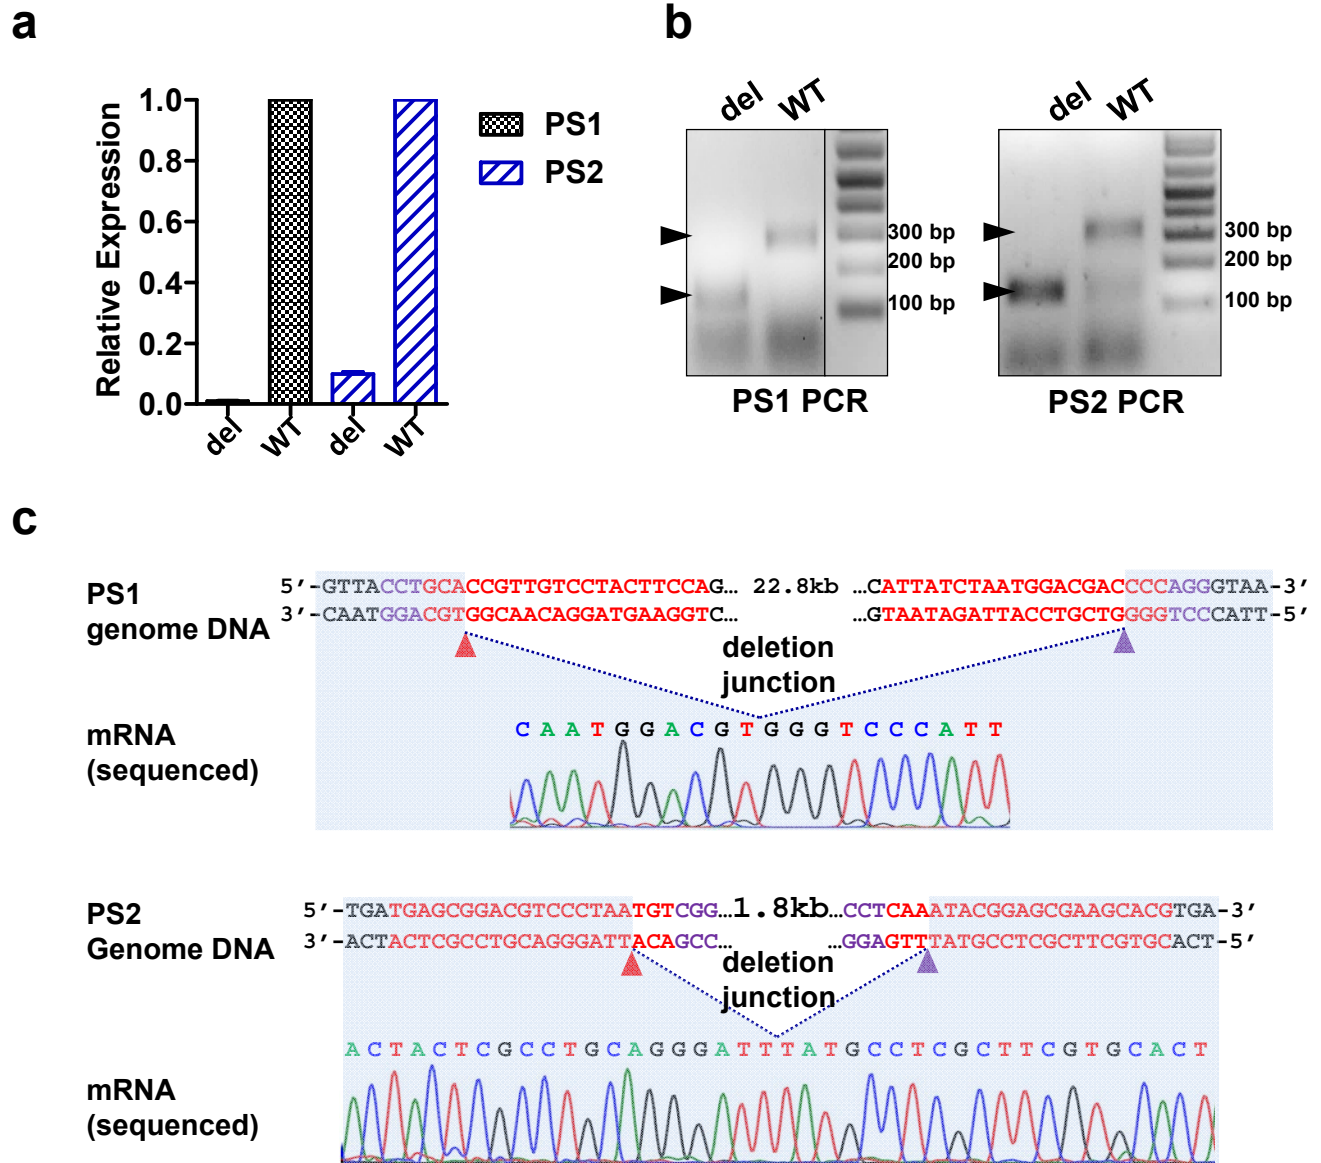 a
b
Relative Expression
1.0
0.8
0.6
0.4
0.2
0.0
del
WT
del
WT
PS1
PS2
del
WT
300 bp
200 bp
100 bp
PS1 PCR
del
WT
300 bp
200 bp
100 bp
PS2 PCR
c
PS1
genome DNA
5′-GTTACCTGCACCGTTGTCCTACTTCCAG… 22.8kb …CATTATCTAATGGACGACCCCAGGGTAA-3′
3′-CAATGGACGTGGCAACAGGATGAAGGTC… …GTAATAGATTACCTGCTGGGGTCCCATT-5′
deletion
junction
mRNA
(sequenced)
CAATGGACGTGGGTCCCATT
PS2
Genome DNA
5′-TGATGAGCGGACGTCCCTAATGTCGG…1.8kb…CCTCAAATACGGAGCGAAGCACGTGA-3′
3′-ACTACTCGCCTGCAGGGATTACAGCC… …GGAGTTTATGCCTCGCTTCGTGCACT-5′
deletion
junction
ACTACTCGCCTGCAGGGATTTATGCCTCGCTTCGTGCACT
mRNA
(sequenced)